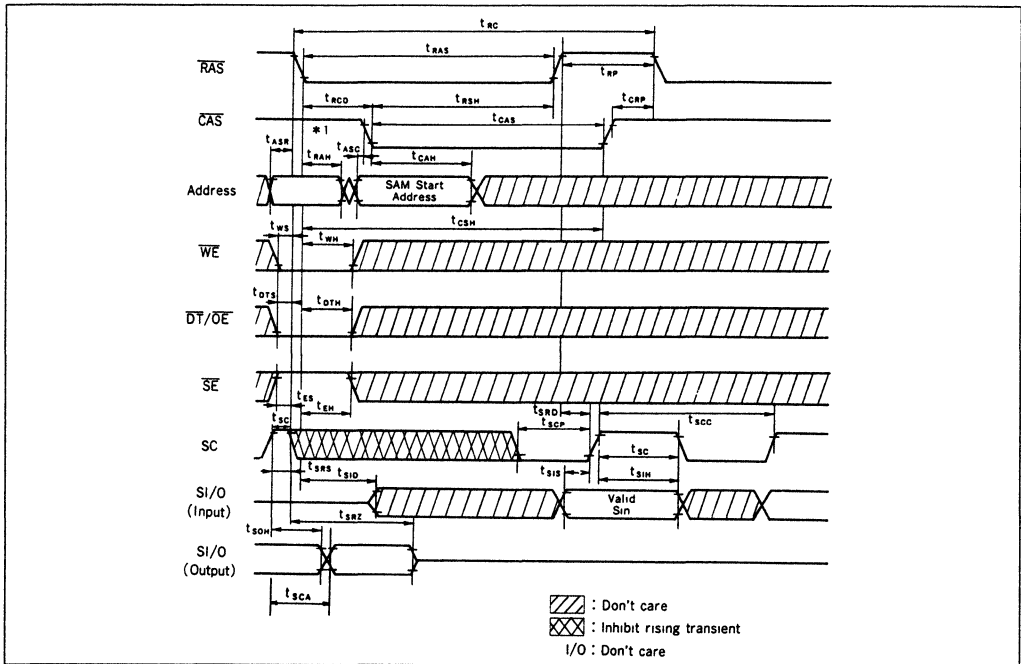 tRC
tRAS
RAS
tRP
tRCD
tRSH
tCRP
CAS
*1
tCAS
tASR
tRAH
tASC
tCAH
Address
SAM Start
Address
tCSH
tWS
tWH
WE
tDTS
tDTH
DT/OE
SE
tES
tEH
tSRD
tSCP
tSCC
tSC
SC
tSC
tSRS
tSID
tSIS
tSIH
SI/O
(Input)
Valid
Sin
tSRZ
tSOH
SI/O
(Output)
tSCA
: Don't care
: Inhibit rising transient
I/O : Don't care